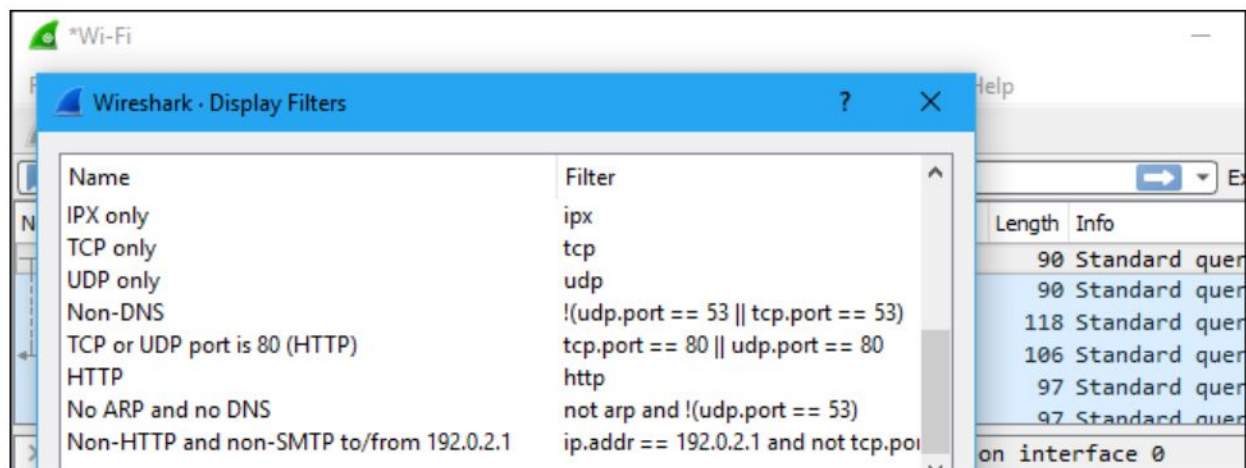 *Wi-Fi
Help
Wireshark · Display Filters ? ×
Name Filter
IPX only ipx
TCP only tcp
UDP only udp
Non-DNS !(udp.port == 53 || tcp.port == 53)
TCP or UDP port is 80 (HTTP) tcp.port == 80 || udp.port == 80
HTTP http
No ARP and no DNS not arp and !(udp.port == 53)
Non-HTTP and non-SMTP to/from 192.0.2.1 ip.addr == 192.0.2.1 and not tcp.por
Length Info
90 Standard quer
90 Standard quer
118 Standard quer
106 Standard quer
97 Standard quer
97 Standard quer
on interface 0